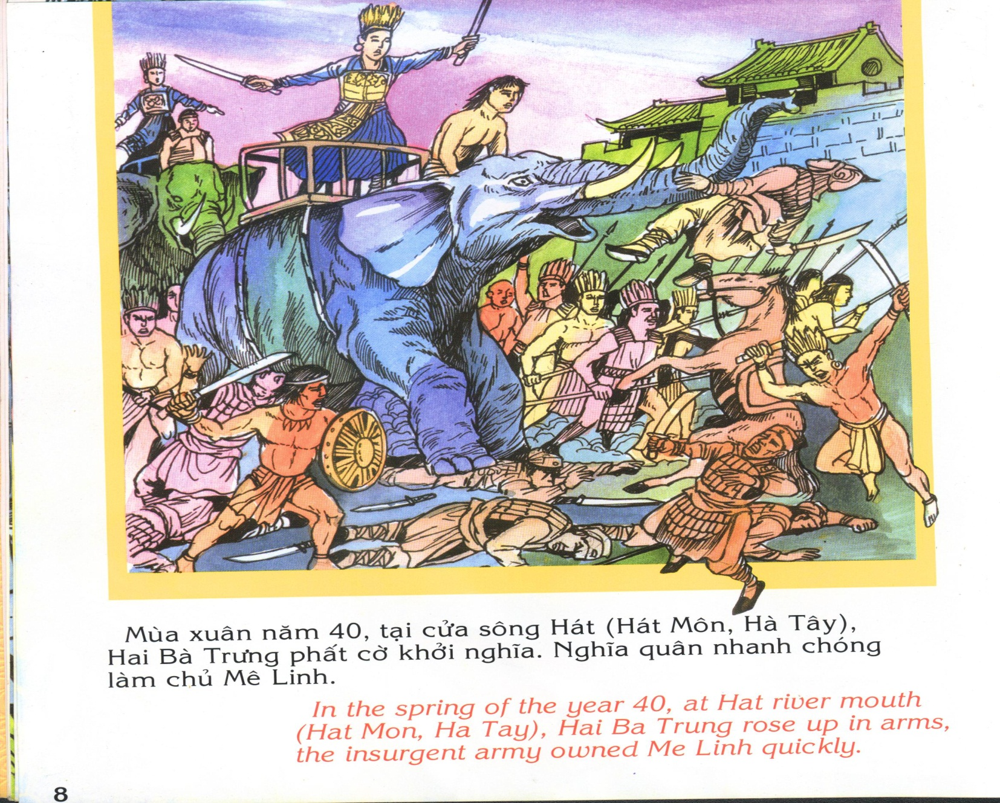 Mùa xuân năm 40, tại cửa sông Hát (Hát Môn, Hà Tây),
Hai Bà Trưng phất cờ khởi nghĩa. Nghĩa quân nhanh chóng
làm chủ Mê Linh.
In the spring of the year 40, at Hat river mouth
(Hat Mon, Ha Tay), Hai Ba Trung rose up in arms,
the insurgent army owned Me Linh quickly.
8